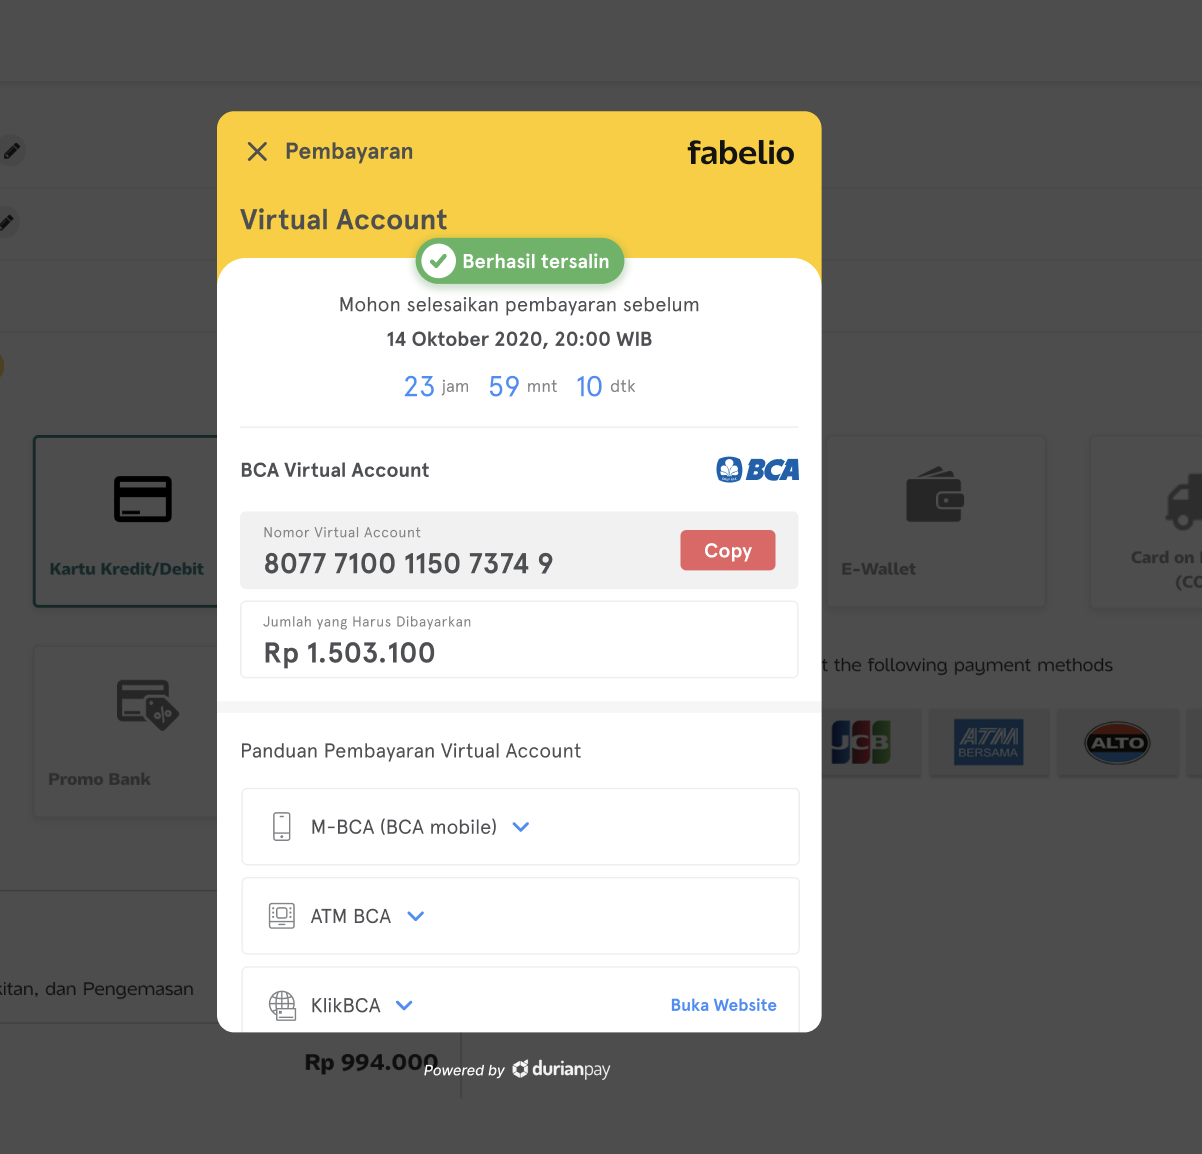 Pembayaran
fabelio
Virtual Account
Berhasil tersalin
Mohon selesaikan pembayaran sebelum
14 Oktober 2020, 20:00 WIB
23 jam 59 mnt 10 dtk
BCA Virtual Account
BCA
Nomor Virtual Account
8077 7100 1150 7374 9
Copy
Jumlah yang Harus Dibayarkan
Rp 1.503.100
Panduan Pembayaran Virtual Account
M-BCA (BCA mobile)
ATM BCA
KlikBCA
Buka Website
Powered by durianpay
Kartu Kredit/Debit
E-Wallet
Card on
Promo Bank
the following payment methods
JCB
ATM
BERSAMA
ALTO
dan Pengemasan
Rp 994.000